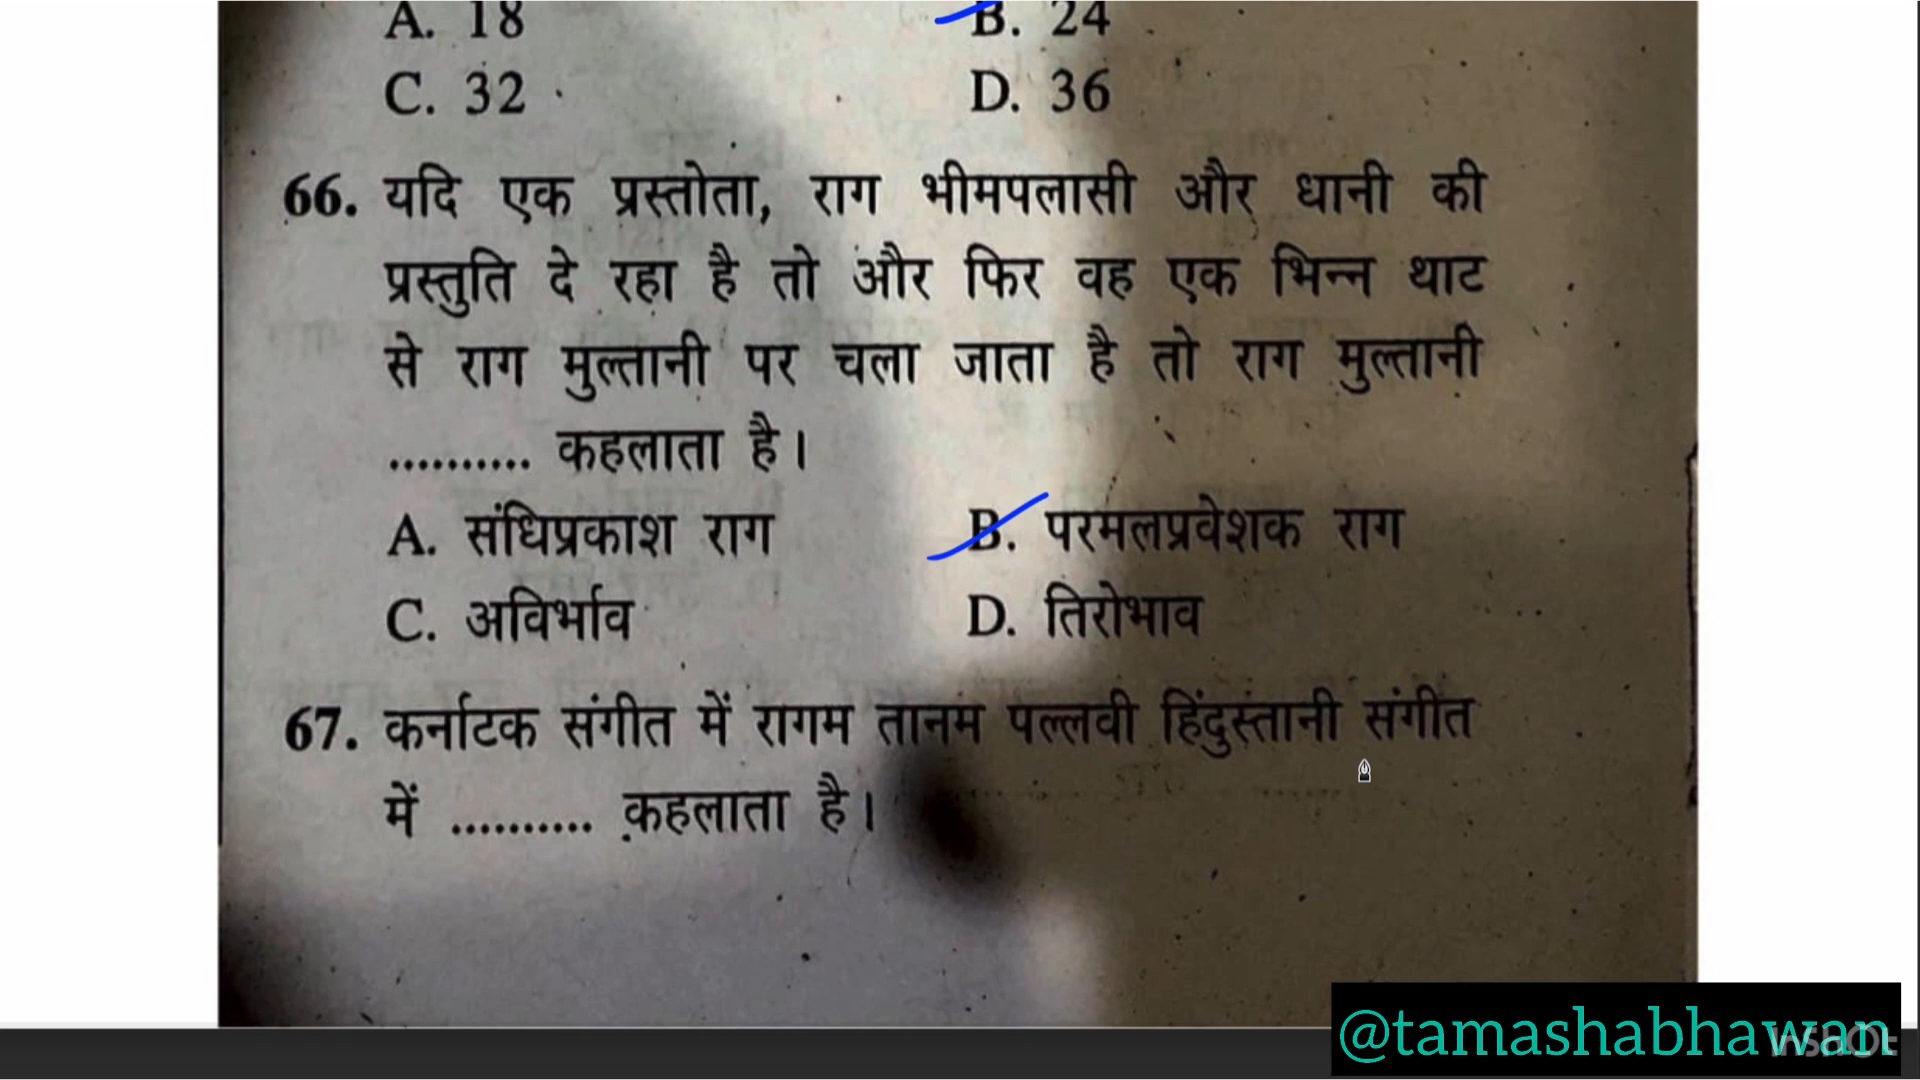 A. 18 B. 24
C. 32 D. 36
66. यदि एक प्रस्तोता, राग भीमपलासी और धानी की
प्रस्तुति दे रहा है तो और फिर वह एक भिन्न थाट
से राग मुल्तानी पर चला जाता है तो राग मुल्तानी
.......... कहलाता है।
A. संधिप्रकाश राग B. परमलप्रवेशक राग
C. अविर्भाव D. तिरोभाव
67. कर्नाटक संगीत में रागम तानम पल्लवी हिंदुस्तानी संगीत
में .......... कहलाता है।
@tamashabhawan
InShOt